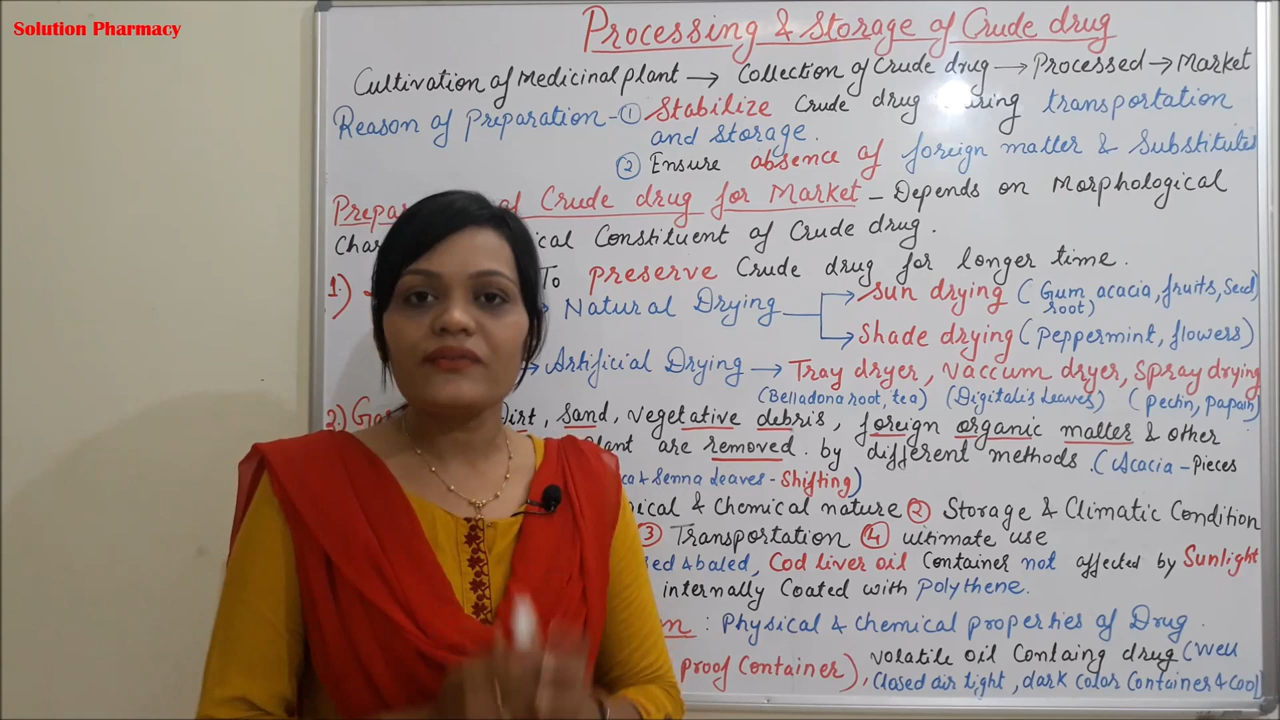 Solution Pharmacy
Processing & Storage of Crude drug
Cultivation of Medicinal plant → Collection of Crude drug → Processed → Market
Reason of Preparation - ① Stabilize Crude drug during transportation
and storage.
② Ensure absence of foreign matter & Substitutes
of Crude drug for Market - Depends on Morphological
Constituent of Crude drug.
1) To preserve Crude drug for longer time.
Natural Drying → Sun drying (Gum acacia, fruits, Seed
root)
→ Shade drying (Peppermint, flowers)
→ Artificial Drying → Tray dryer, Vaccum dryer, Spray drying
(Belladona root, tea) (Digitalis leaves) (Pectin, papain)
2) Dirt, sand, vegetative debris, foreign organic matter & other
Plant are removed by different methods. (Acacia - Pieces
& Senna leaves - Shifting)
& Chemical nature ② Storage & Climatic Condition
③ Transportation ④ ultimate use
& baled, Cod liver oil Container not affected by Sunlight
internally Coated with Polythene.
: Physical & chemical properties of Drug.
proof Container), volatile oil Containg drug (Well
Closed air tight, dark color Container & Cool